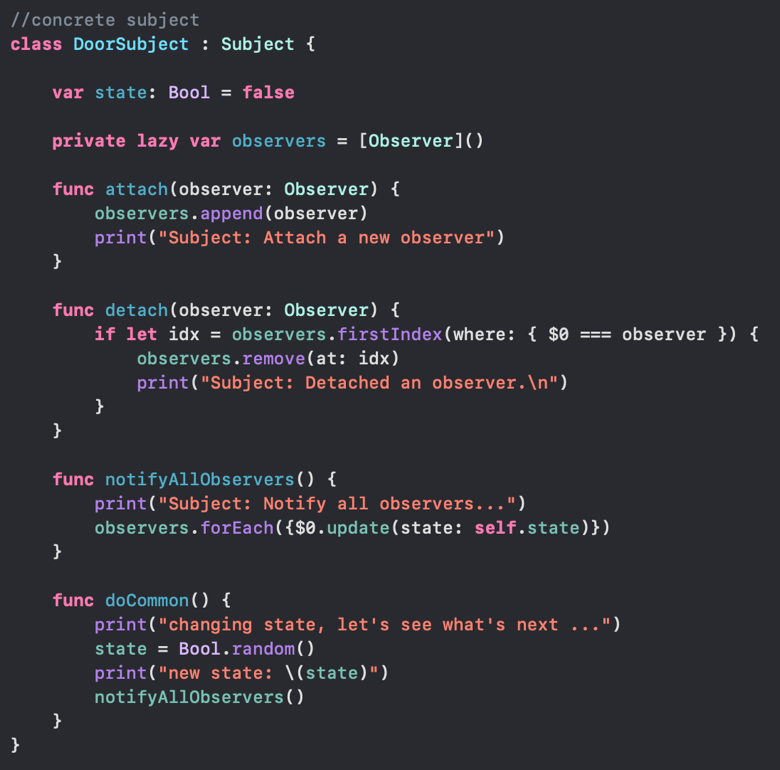 //concrete subject
class DoorSubject : Subject {
    var state: Bool = false
    private lazy var observers = [Observer]()
    func attach(observer: Observer) {
        observers.append(observer)
        print("Subject: Attach a new observer")
    }
    func detach(observer: Observer) {
        if let idx = observers.firstIndex(where: { $0 === observer }) {
            observers.remove(at: idx)
            print("Subject: Detached an observer.\n")
        }
    }
    func notifyAllObservers() {
        print("Subject: Notify all observers...")
        observers.forEach({$0.update(state: self.state)})
    }
    func doCommon() {
        print("changing state, let's see what's next ...")
        state = Bool.random()
        print("new state: \(state)")
        notifyAllObservers()
    }
}